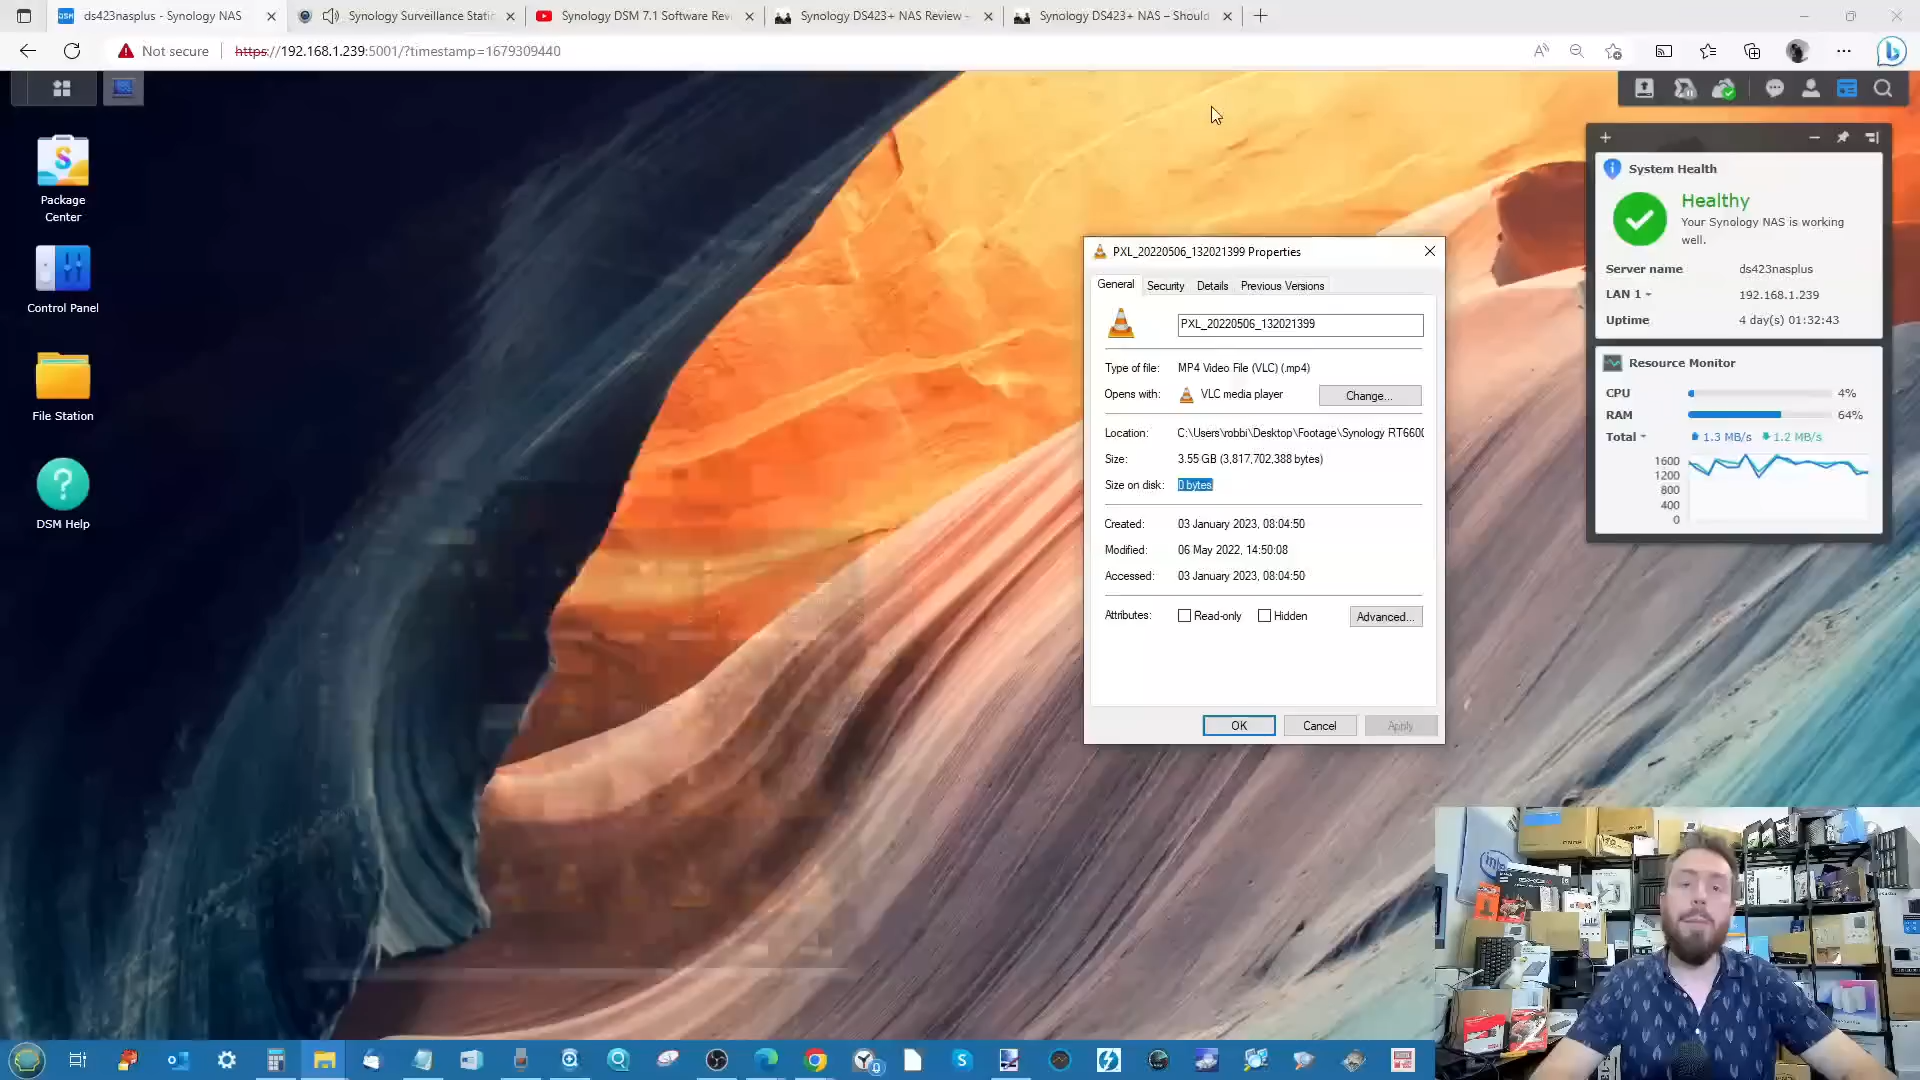 ds423nasplus - Synology NAS
Synology Surveillance Statio
Synology DSM 7.1 Software Rev
Synology DS423+ NAS Review -
Synology DS423+ NAS – Should
Not secure
https://192.168.1.239:5001/?timestamp=1679309440
Package
Center
Control Panel
File Station
DSM Help
System Health
Healthy
Your Synology NAS is working
well.
Server name ds423nasplus
LAN 1 192.168.1.239
Uptime 4 day(s) 01:32:43
Resource Monitor
CPU 4%
RAM 64%
Total 1.3 MB/s 1.2 MB/s
1600
1200
800
400
0
PXL_20220506_132021399 Properties
General Security Details Previous Versions
PXL_20220506_132021399
Type of file: MP4 Video File (VLC) (.mp4)
Opens with: VLC media player Change...
Location: C:\Users\robbi\Desktop\Footage\Synology RT660
Size: 3.55 GB (3,817,702,388 bytes)
Size on disk: 0 bytes
Created: 03 January 2023, 08:04:50
Modified: 06 May 2022, 14:50:08
Accessed: 03 January 2023, 08:04:50
Attributes: Read-only Hidden Advanced...
OK Cancel Apply
intel